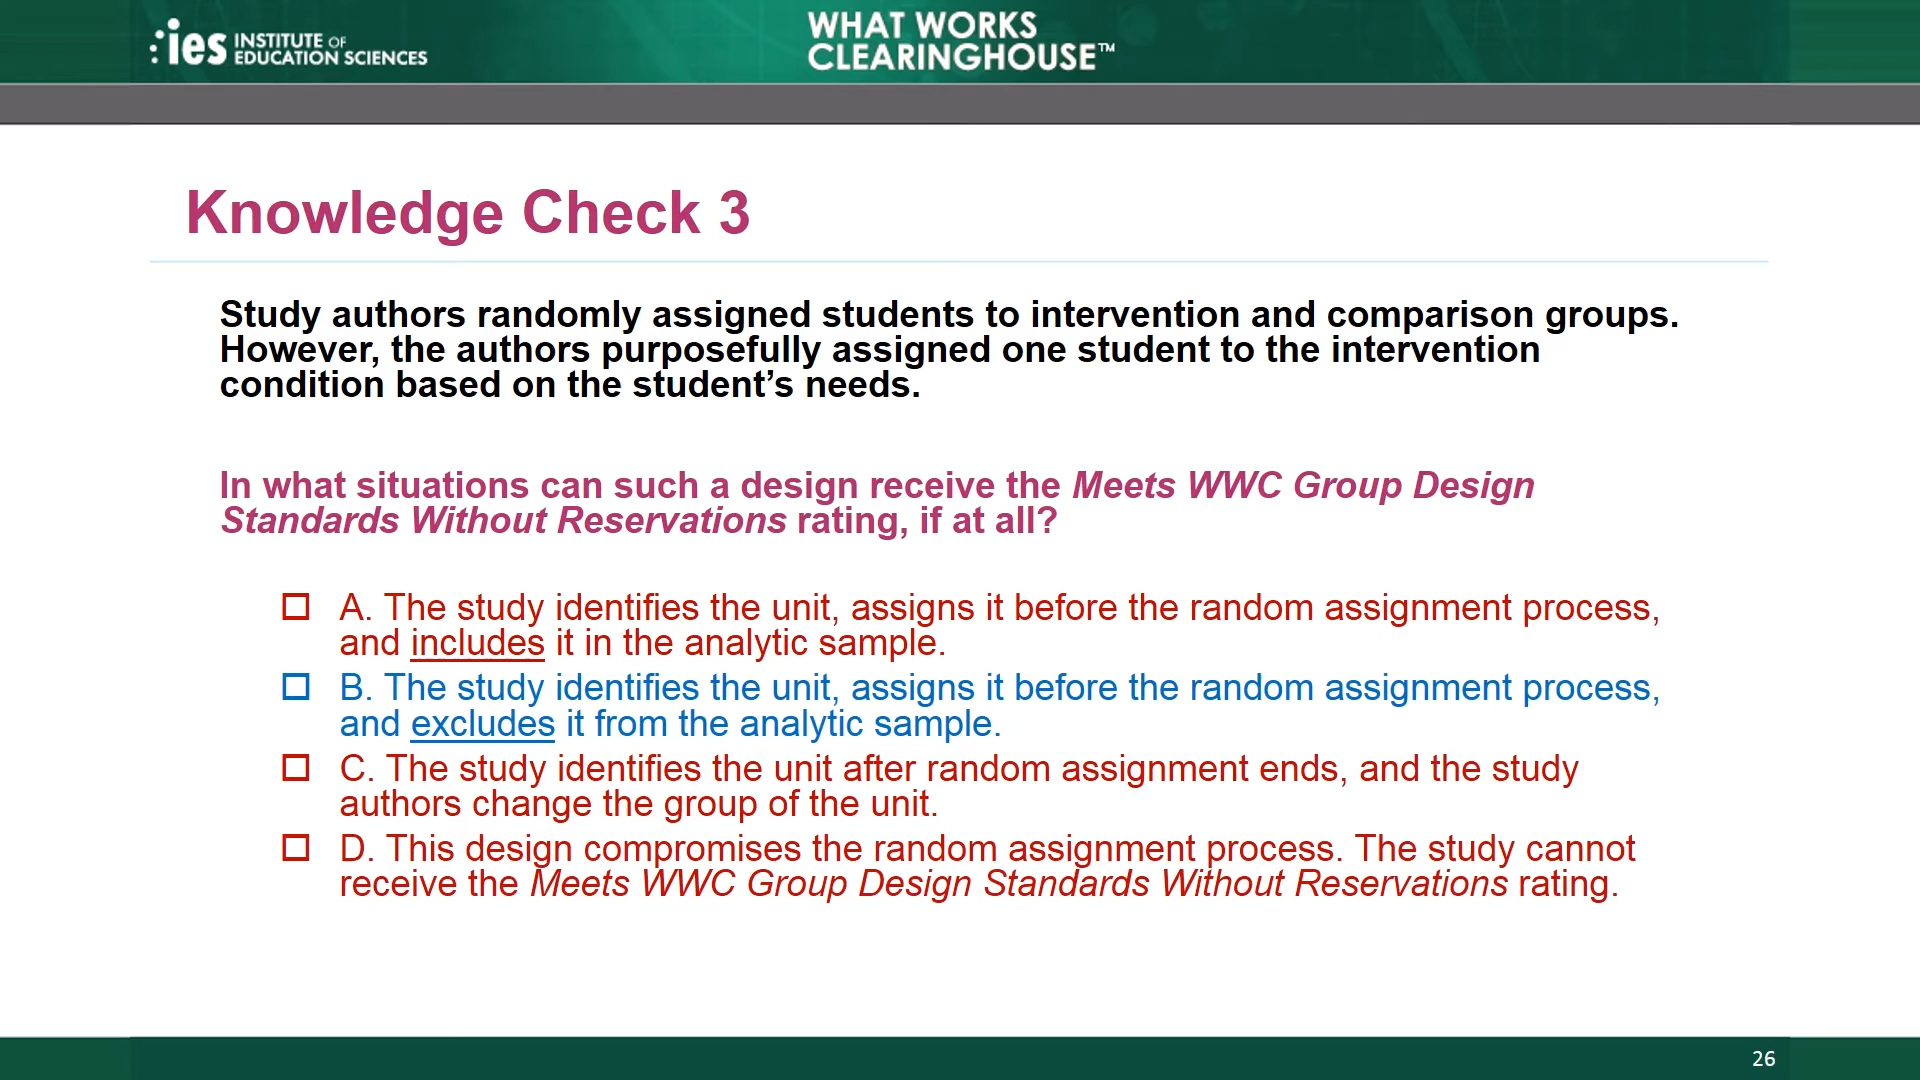 ies INSTITUTE OF
EDUCATION SCIENCES
WHAT WORKS
CLEARINGHOUSE™
Knowledge Check 3
Study authors randomly assigned students to intervention and comparison groups.
However, the authors purposefully assigned one student to the intervention
condition based on the student’s needs.
In what situations can such a design receive the Meets WWC Group Design
Standards Without Reservations rating, if at all?
A. The study identifies the unit, assigns it before the random assignment process,
and includes it in the analytic sample.
B. The study identifies the unit, assigns it before the random assignment process,
and excludes it from the analytic sample.
C. The study identifies the unit after random assignment ends, and the study
authors change the group of the unit.
D. This design compromises the random assignment process. The study cannot
receive the Meets WWC Group Design Standards Without Reservations rating.
26